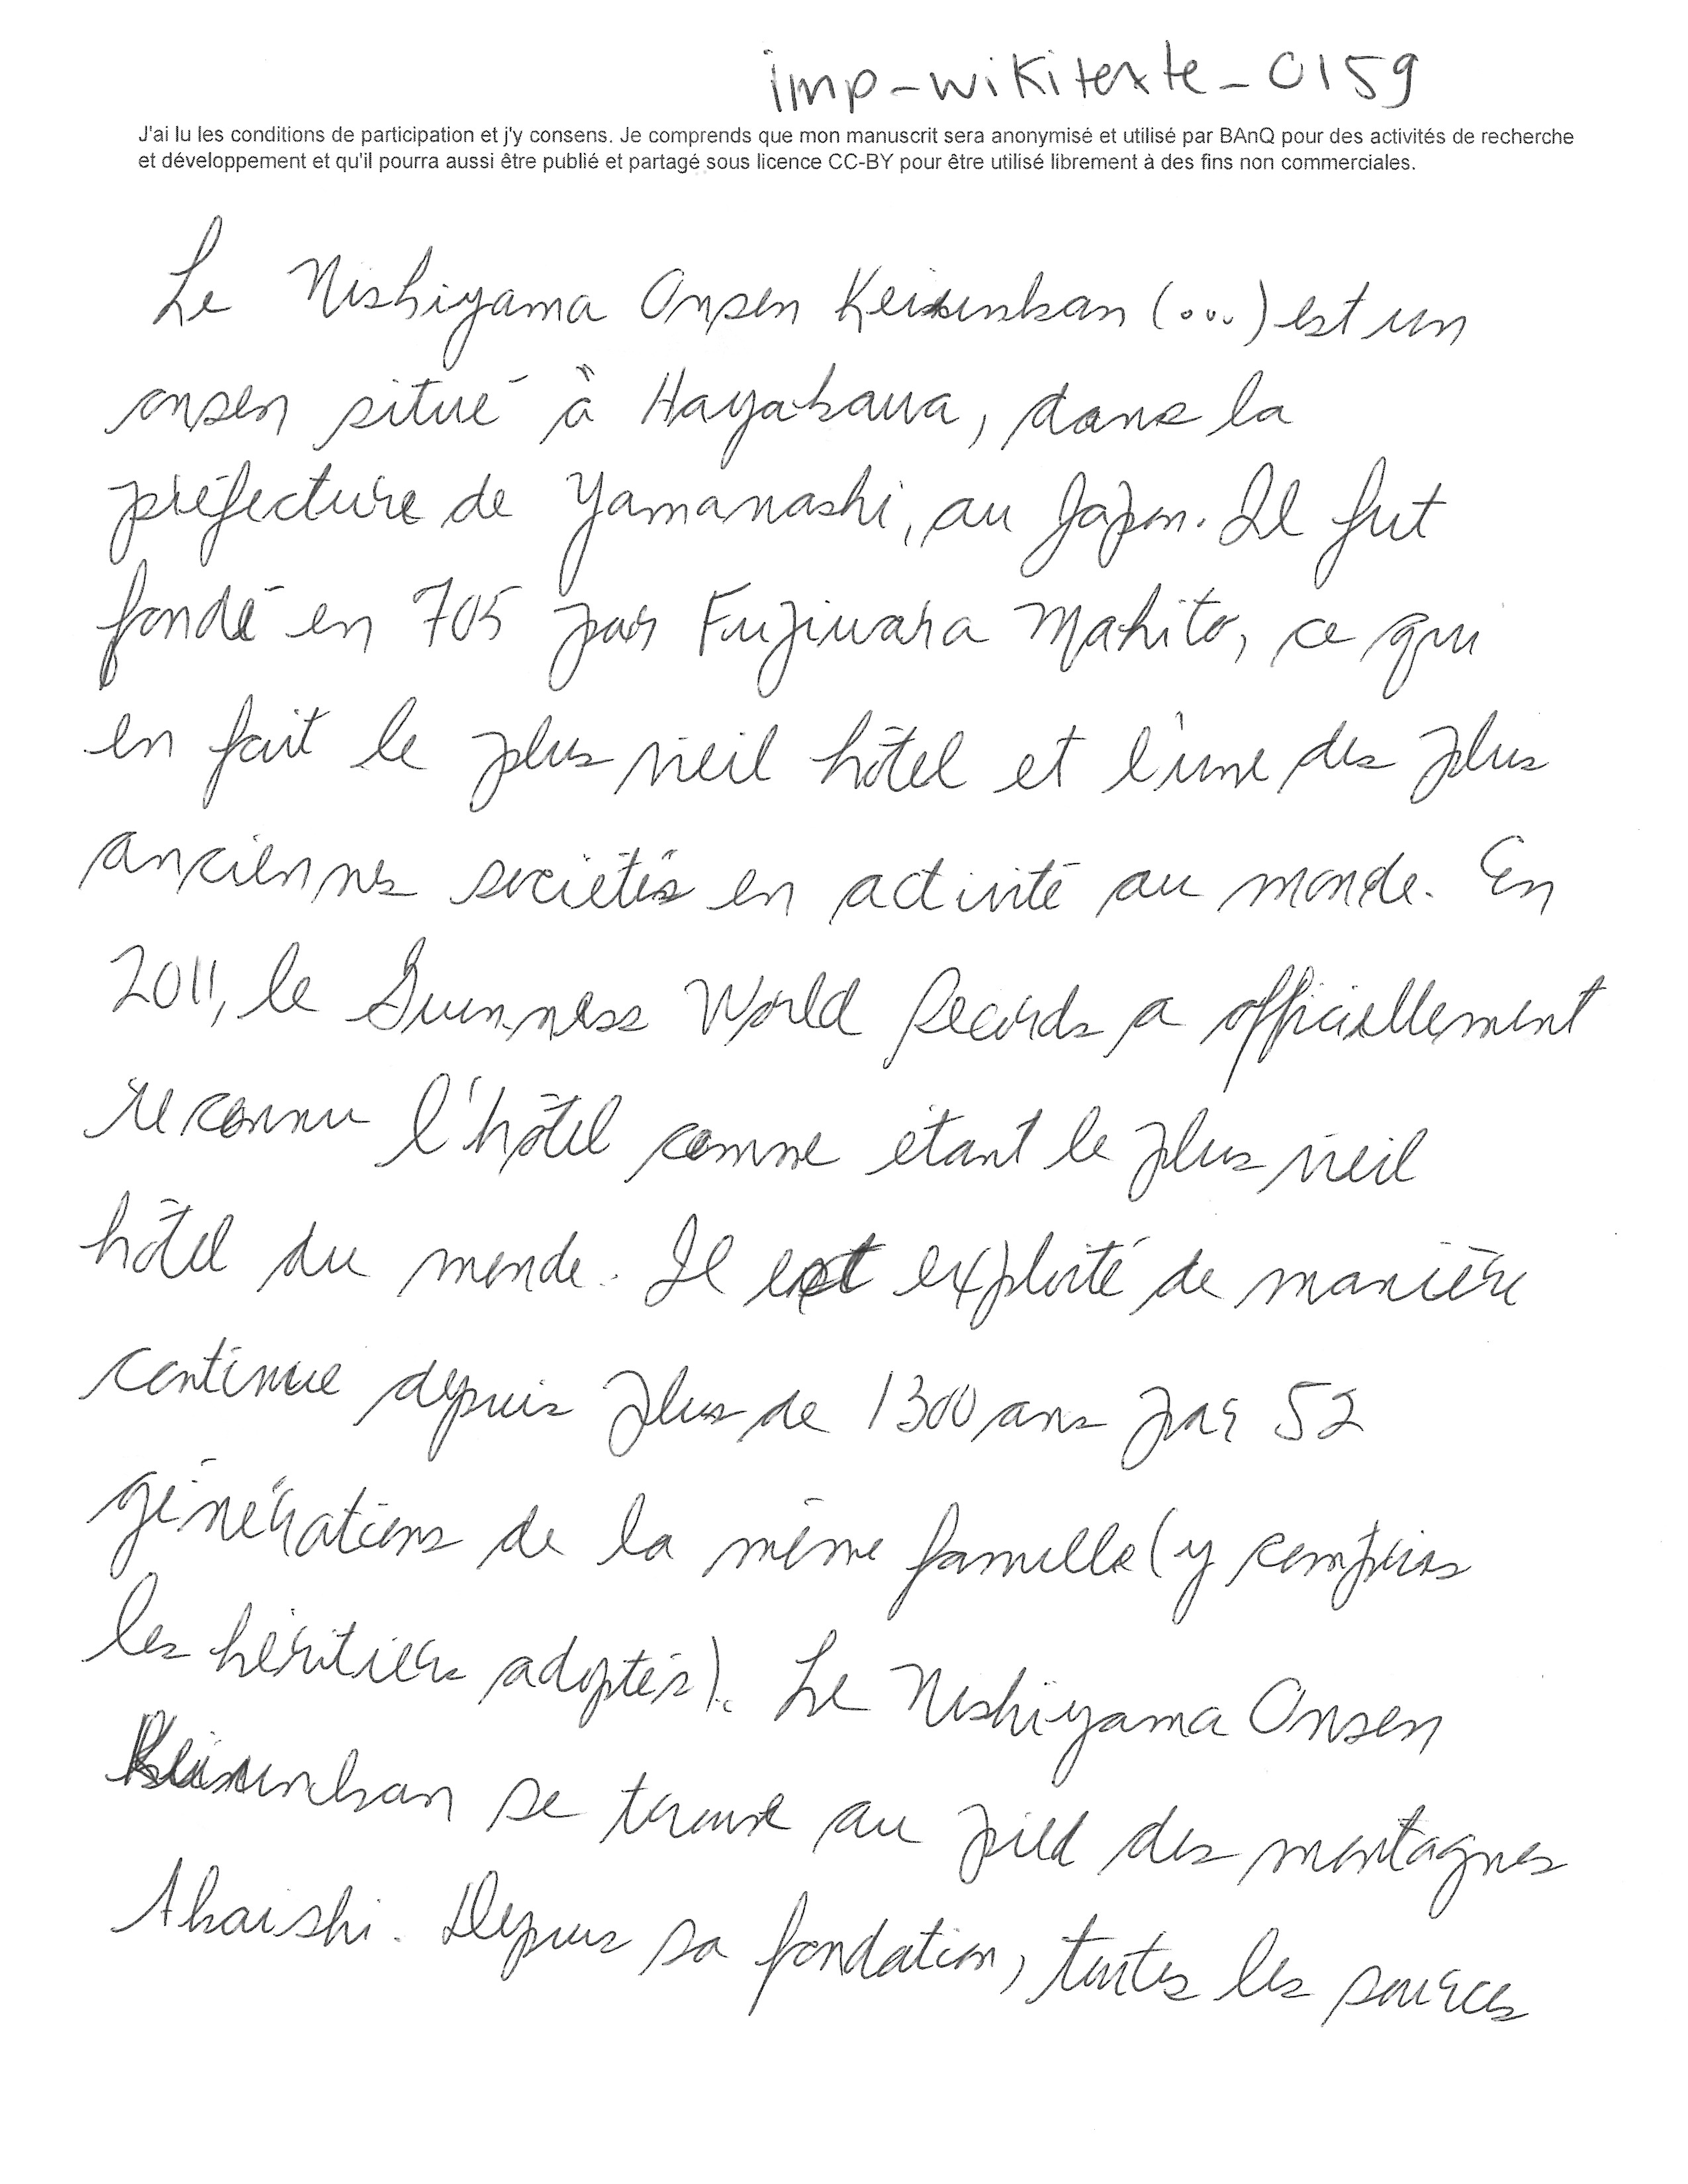 imp-wikitexte-0159
J'ai lu les conditions de participation et j'y consens. Je comprends que mon manuscrit sera anonymisé et utilisé par BAnQ pour des activités de recherche
et développement et qu'il pourra aussi être publié et partagé sous licence CC-BY pour être utilisé librement à des fins non commerciales.
Le Nishiyama Onsen Keiunkan (...) est un
onsen situé à Hayakawa, dans la
préfecture de Yamanashi, au Japon. Il fut
fondé en 705 par Fujiwara Mahito, ce qui
en fait le plus vieil hôtel et l'une des plus
anciennes sociétés en activité au monde. En
2011, le Guinness World Records a officiellement
reconnu l'hôtel comme étant le plus vieil
hôtel du monde. Il est exploité de manière
continue depuis plus de 1300 ans par 52
générations de la même famille (y compris
les héritiers adoptés). Le Nishiyama Onsen
Keiunkan se trouve au pied des montagnes
Akaishi. Depuis sa fondation, toutes les sources